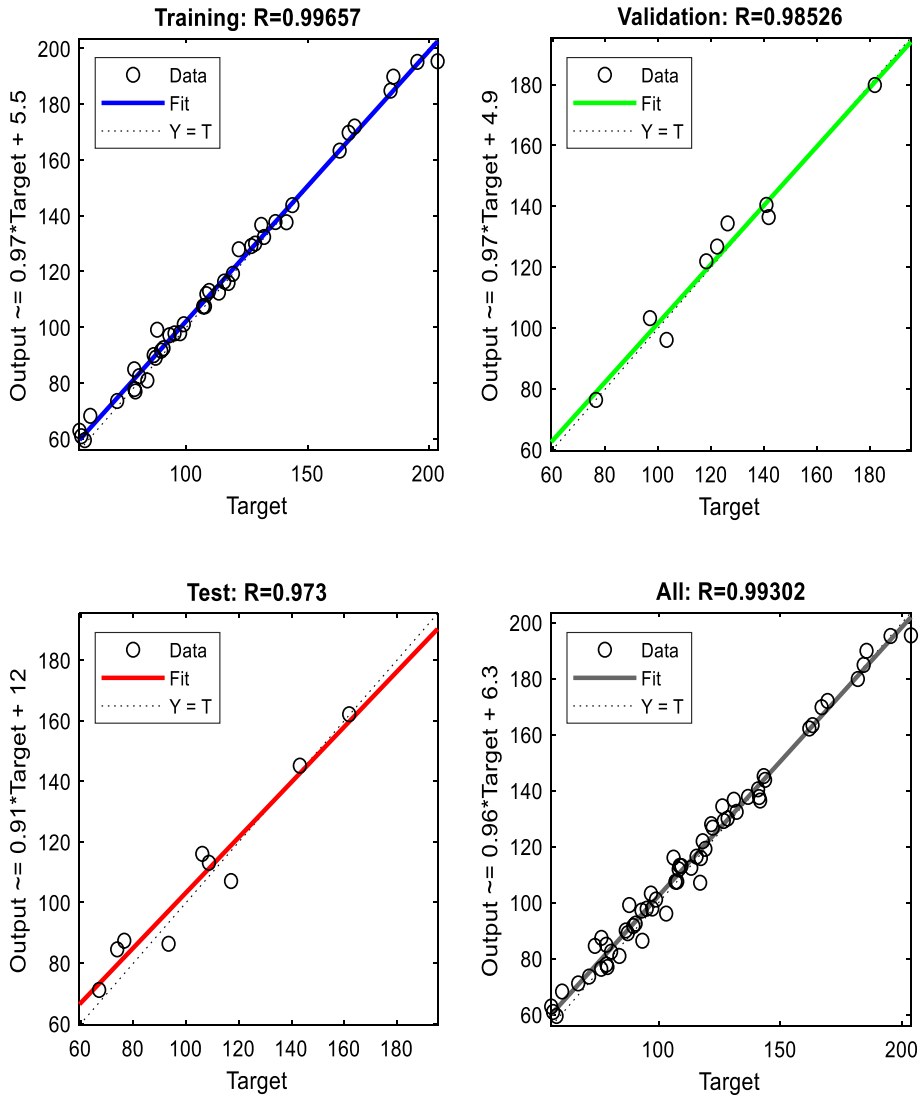 Training: R=0.99657
Output ~= 0.97*Target + 5.5
200
180
160
140
120
100
80
60
Data
Fit
Y = T
100
150
200
Target
Validation: R=0.98526
Output ~= 0.97*Target + 4.9
180
160
140
120
100
80
60
Data
Fit
Y = T
60
80
100
120
140
160
180
Target
Test: R=0.973
Output ~= 0.91*Target + 12
180
160
140
120
100
80
60
Data
Fit
Y = T
60
80
100
120
140
160
180
Target
All: R=0.99302
Output ~= 0.96*Target + 6.3
200
180
160
140
120
100
80
60
Data
Fit
Y = T
100
150
200
Target